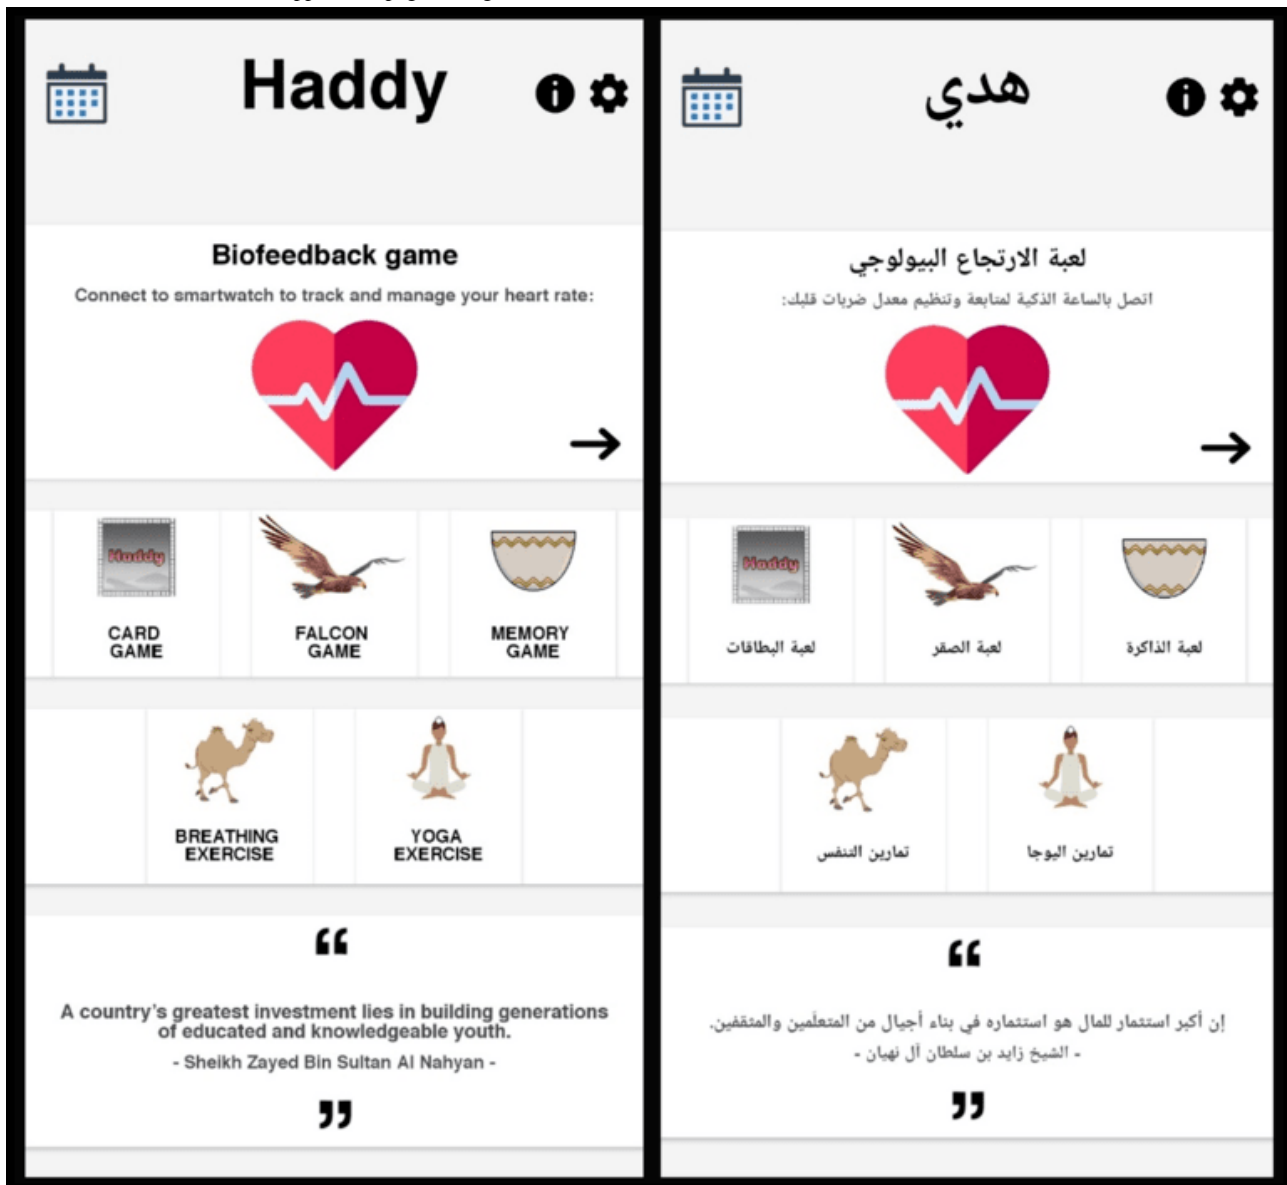 Haddy
Biofeedback game
Connect to smartwatch to track and manage your heart rate:
Haddy
CARD
GAME
FALCON
GAME
MEMORY
GAME
BREATHING
EXERCISE
YOGA
EXERCISE
“
A country's greatest investment lies in building generations
of educated and knowledgeable youth.
- Sheikh Zayed Bin Sultan Al Nahyan -
”
هدي
لعبة الارتجاع البيولوجي
اتصل بالساعة الذكية لمتابعة وتنظيم معدل ضربات قلبك:
Haddy
لعبة البطاقات
لعبة الصقر
لعبة الذاكرة
تمارين التنفس
تمارين اليوجا
“
إن أكبر استثمار للمال هو استثماره في بناء أجيال من المتعلّمين والمثقفين.
- الشيخ زايد بن سلطان آل نهيان -
”